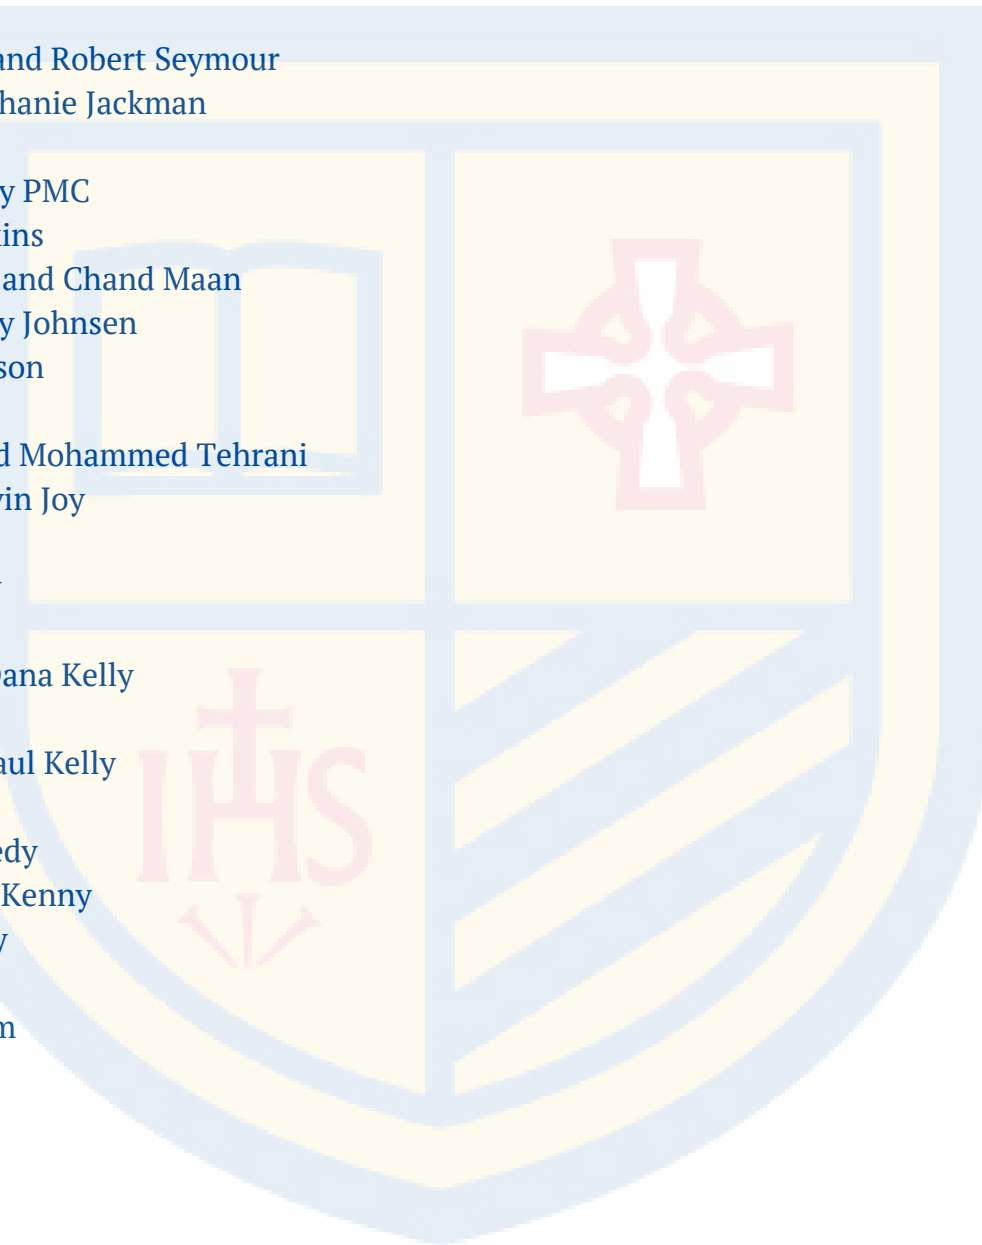 and Robert Seymour
hanie Jackman
y PMC
ins
and Chand Maan
y Johnsen
son
d Mohammed Tehrani
vin Joy
ana Kelly
aul Kelly
edy
Kenny
y
m
IHS